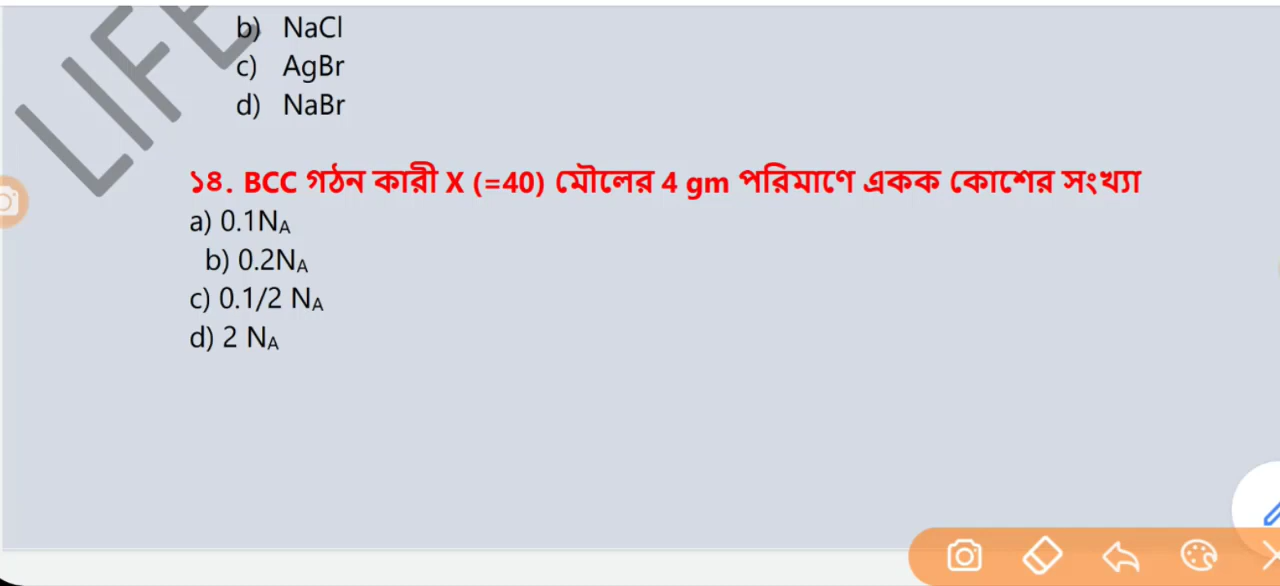 LIFE
b) NaCl
c) AgBr
d) NaBr
১৪. BCC গঠন কারী X (=40) মৌলের 4 gm পরিমাণে একক কোশের সংখ্যা
a) 0.1NA
b) 0.2NA
c) 0.1/2 NA
d) 2 NA